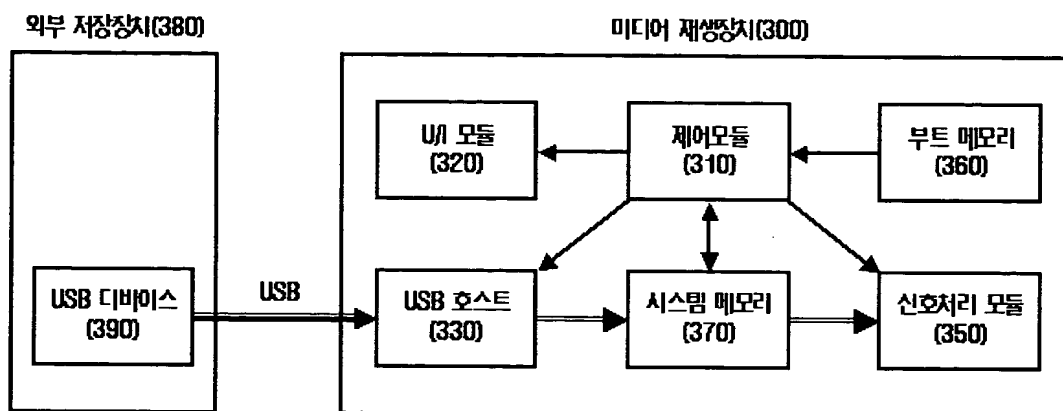 외부 저장장치(380)
미디어 재생장치(300)
U/I 모듈
(320)
제어모듈
(310)
부트 메모리
(360)
USB 디바이스
(390)
USB
USB 호스트
(330)
시스템 메모리
(370)
신호처리 모듈
(350)